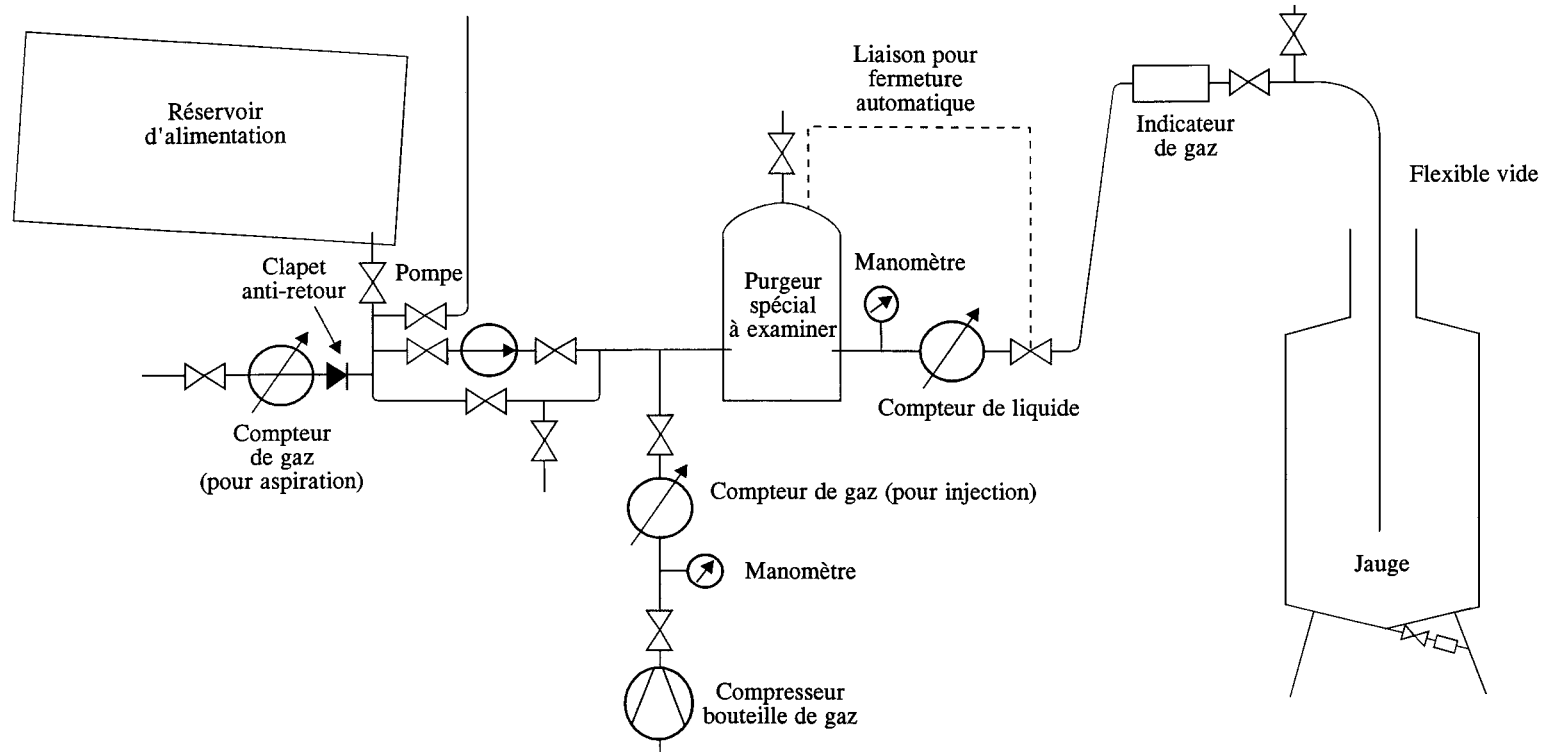 Réservoir
d'alimentation
Liaison pour
fermeture
automatique
Indicateur
de gaz
Flexible vide
Clapet
anti-retour
Pompe
Purgeur
spécial
à examiner
Manomètre
Compteur de liquide
Compteur
de gaz
(pour aspiration)
Compteur de gaz (pour injection)
Manomètre
Jauge
Compresseur
bouteille de gaz